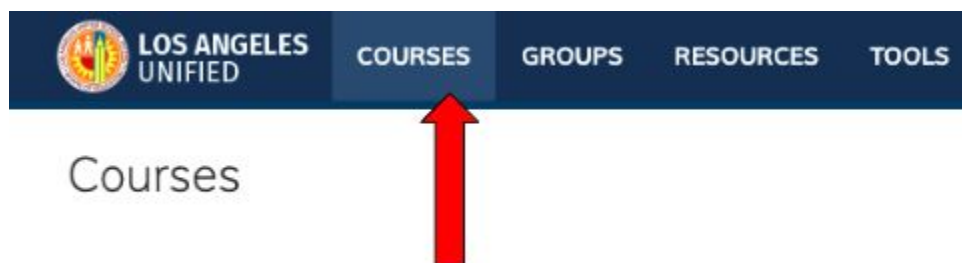 LOS ANGELES
UNIFIED
COURSES GROUPS RESOURCES TOOLS
Courses